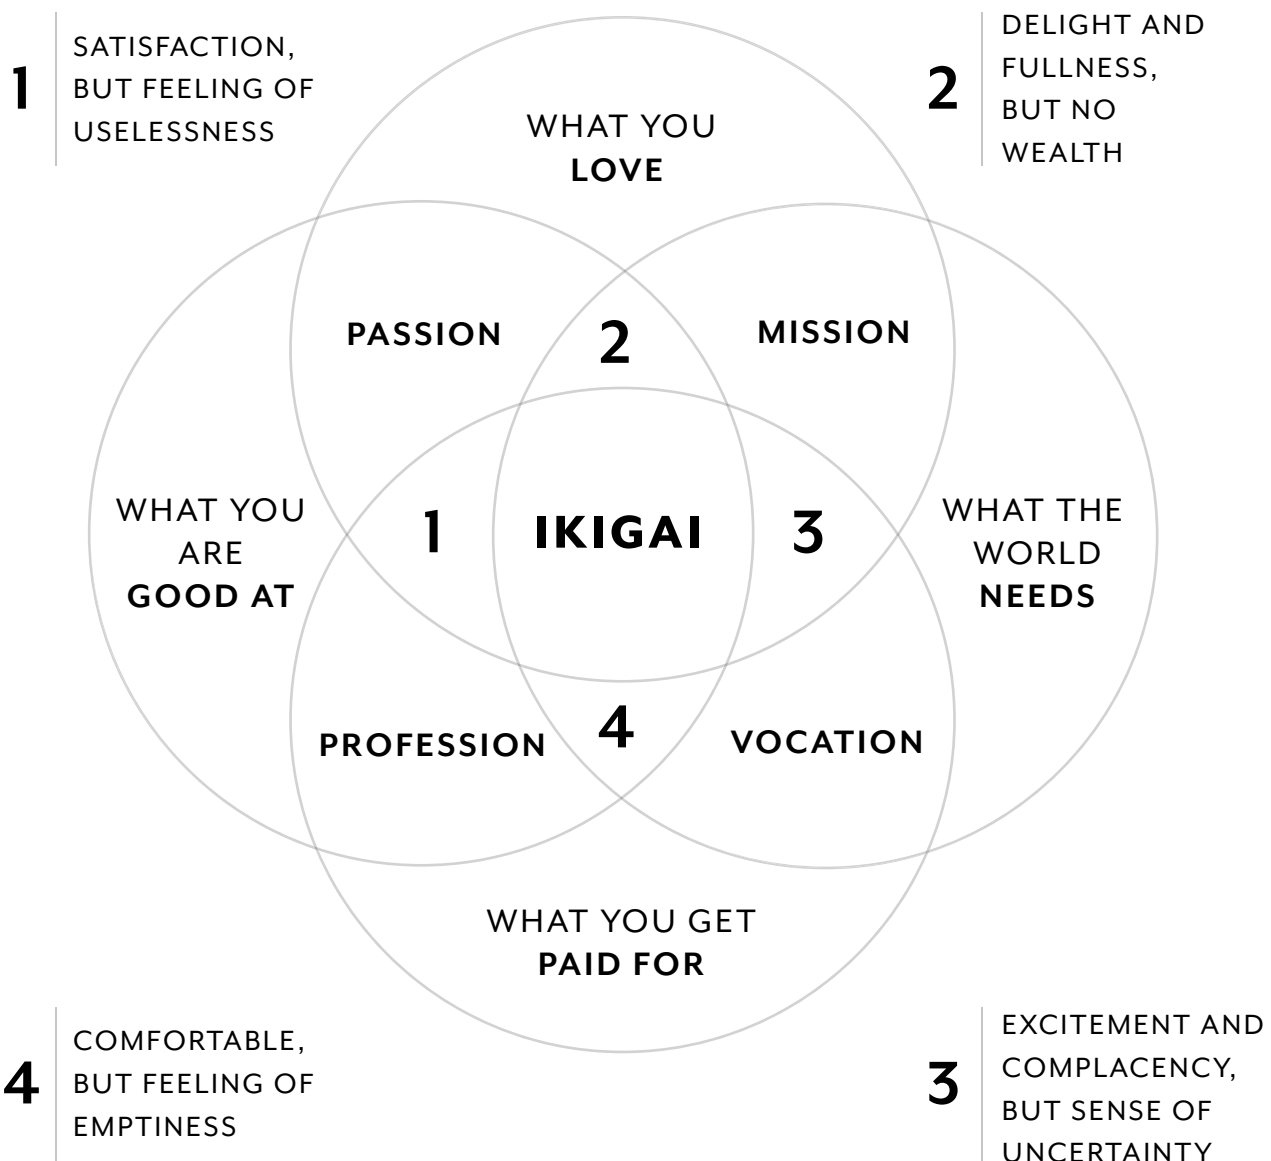 1
SATISFACTION,
BUT FEELING OF
USELESSNESS
2
DELIGHT AND
FULLNESS,
BUT NO
WEALTH
WHAT YOU
LOVE
PASSION
2
MISSION
WHAT YOU
ARE
GOOD AT
1
IKIGAI
3
WHAT THE
WORLD
NEEDS
PROFESSION
4
VOCATION
WHAT YOU GET
PAID FOR
4
COMFORTABLE,
BUT FEELING OF
EMPTINESS
3
EXCITEMENT AND
COMPLACENCY,
BUT SENSE OF
UNCERTAINTY